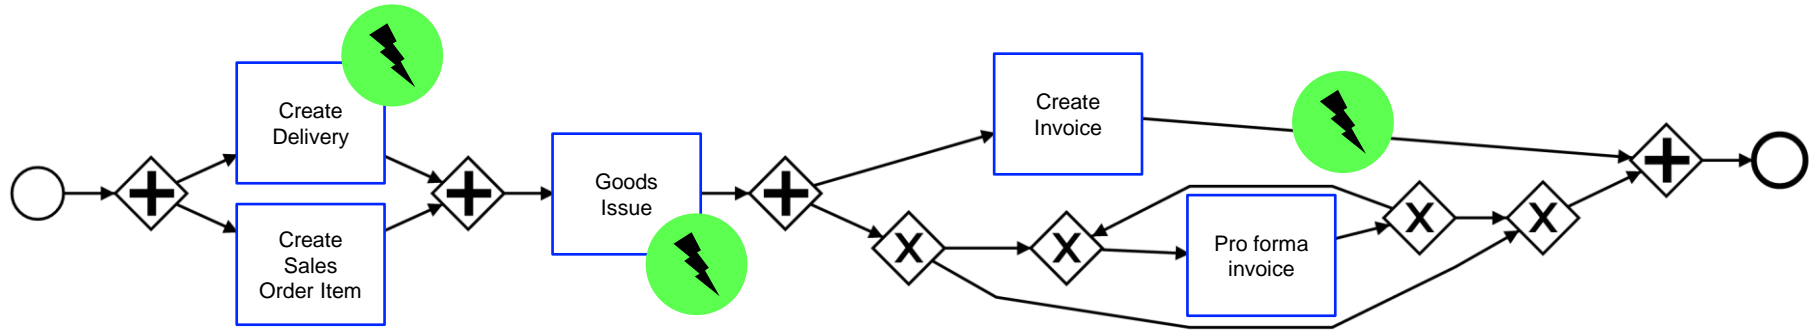 Create
Delivery
Create
Sales
Order Item
Goods
Issue
Create
Invoice
Pro forma
invoice